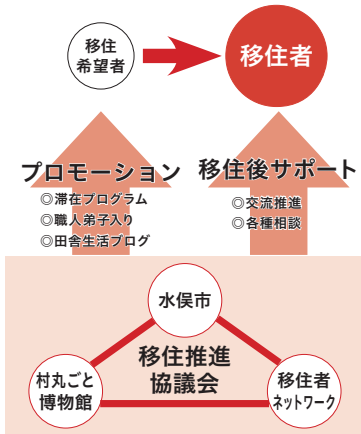 移住
希望者
移住者
プロモーション
◎滞在プログラム
◎職人弟子入り
◎田舎生活ブログ
移住後サポート
◎交流推進
◎各種相談
水俣市
移住推進
協議会
村丸ごと
博物館
移住者
ネットワーク